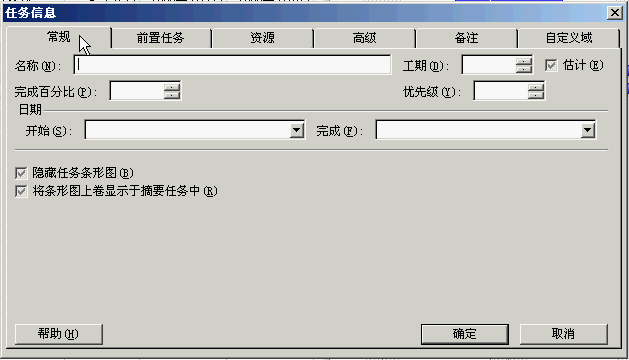 任务信息
常规 前置任务 资源 高级 备注 自定义域
名称(N): 工期(D): 估计(E)
完成百分比(P): 优先级(Y):
日期
开始(S): 完成(F):
隐藏任务条形图(B)
将条形图上卷显示于摘要任务中(R)
帮助(H) 确定 取消